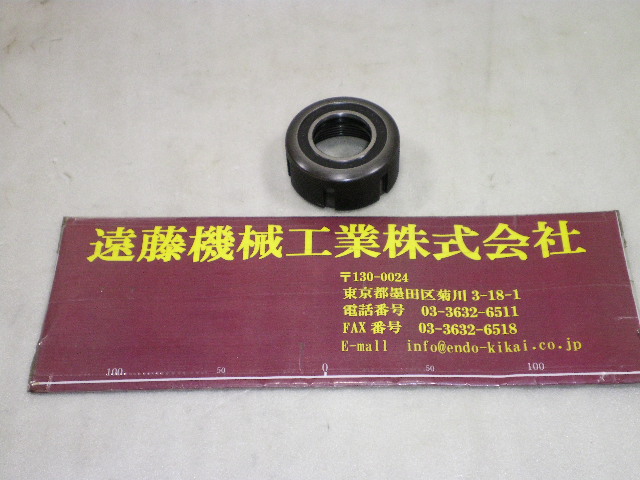 遠藤機械工業株式会社
〒130-0024
東京都墨田区菊川 3-18-1
電話番号 03-3632-6511
FAX 番号 03-3632-6518
E-mail info@endo-kikai.co.jp
100 50 0 50 100